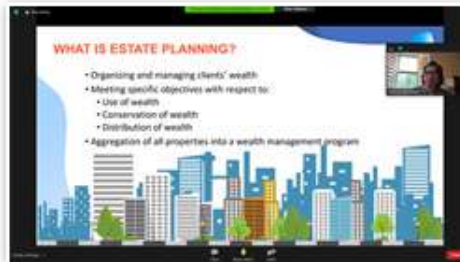 WHAT IS ESTATE PLANNING?
• Organising and managing clients' wealth
• Meeting specific objectives with respect to:
• Use of wealth
• Conservation of wealth
• Distribution of wealth
• Aggregation of all properties into a wealth management program